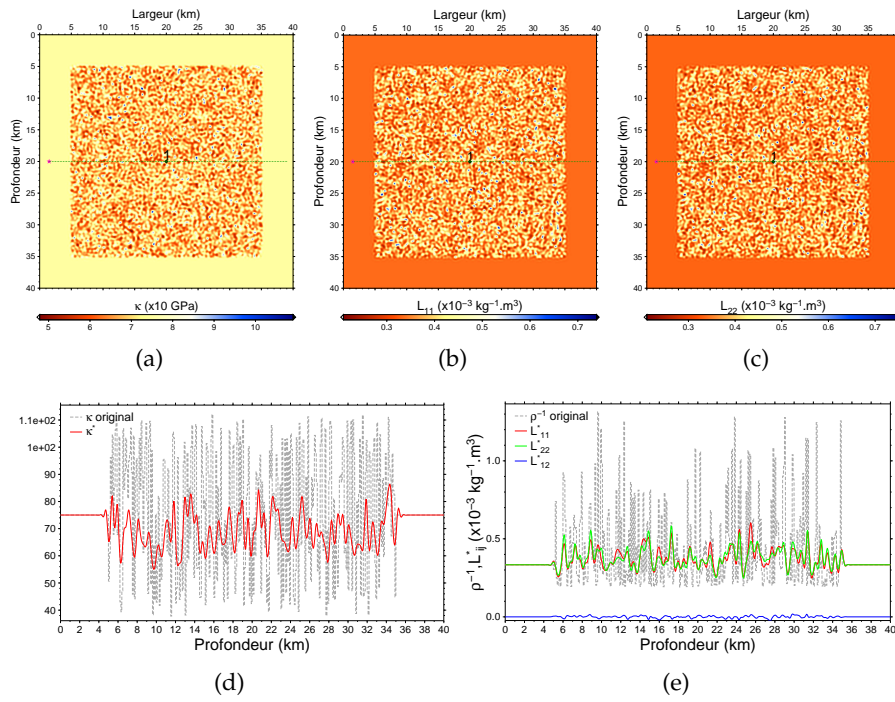 Largeur (km)
0 5 10 15 20 25 30 35 40
Profondeur (km)
0
5
10
15
20
25
30
35
40
κ (x10 GPa)
5 6 7 8 9 10
(a)
Largeur (km)
0 5 10 15 20 25 30 35 40
Profondeur (km)
0
5
10
15
20
25
30
35
40
L₁₁ (x10⁻³ kg⁻¹.m³)
0.3 0.4 0.5 0.6 0.7
(b)
Largeur (km)
0 5 10 15 20 25 30 35 40
Profondeur (km)
0
5
10
15
20
25
30
35
40
L₂₂ (x10⁻³ kg⁻¹.m³)
0.3 0.4 0.5 0.6 0.7
(c)
κ original
κ*
1.1e+02
1e+02
90
80
70
60
50
40
0 2 4 6 8 10 12 14 16 18 20 22 24 26 28 30 32 34 36 38 40
Profondeur (km)
(d)
ρ⁻¹ original
L*₁₁
L*₂₂
L*₁₂
ρ⁻¹,L*ᵢⱼ (x10⁻³ kg⁻¹.m³)
1.0
0.5
0.0
0 2 4 6 8 10 12 14 16 18 20 22 24 26 28 30 32 34 36 38 40
Profondeur (km)
(e)